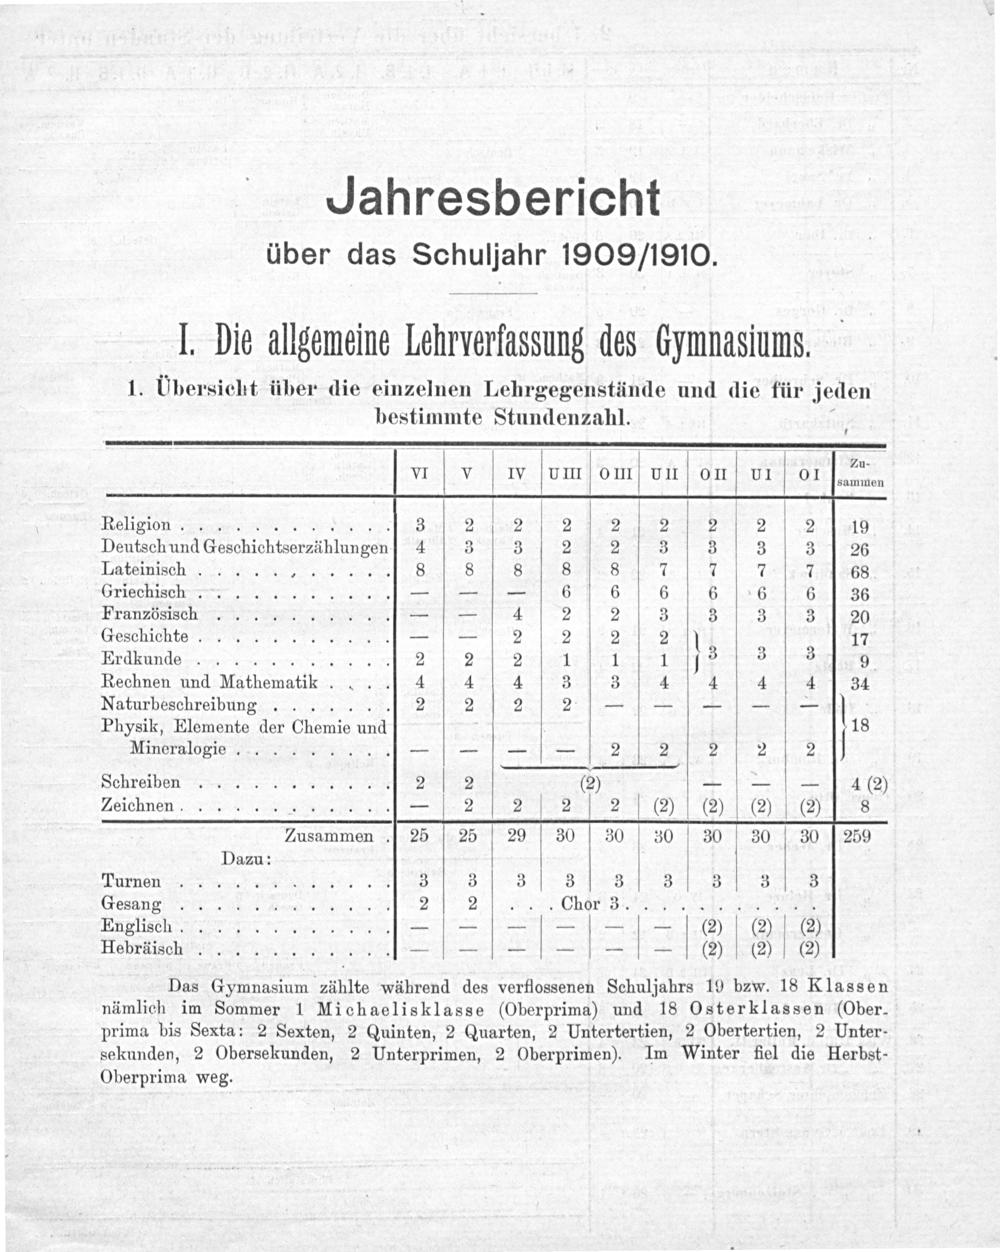 Jahresbericht
über das Schuljahr 1909/1910.
I. Die allgemeine Lehrverfassung des Gymnasiums.
1. Übersicht über die einzelnen Lehrgegenstände und die für jeden
bestimmte Stundenzahl.
VI V IV U III O III U II O II U I O I Zu-
sammen
Religion . . . . . . . . . . . . 3 2 2 2 2 2 2 2 2 19
Deutsch und Geschichtserzählungen 4 3 3 2 2 3 3 3 3 26
Lateinisch . . . . . . . . . . . 8 8 8 8 8 7 7 7 7 68
Griechisch . . . . . . . . . . . — — — 6 6 6 6 6 6 36
Französisch . . . . . . . . . . — — 4 2 2 3 3 3 3 20
Geschichte . . . . . . . . . . . — — 2 2 2 2 17
Erdkunde . . . . . . . . . . . 2 2 2 1 1 1 } 3 3 3 9
Rechnen und Mathematik . . . . 4 4 4 3 3 4 4 4 4 34
Naturbeschreibung . . . . . . . 2 2 2 2 — — — — —
Physik, Elemente der Chemie und } 18
Mineralogie . . . . . . . . . — — — — 2 2 2 2 2
Schreiben . . . . . . . . . . . 2 2 (2) — — — 4 (2)
Zeichnen . . . . . . . . . . . . — 2 2 2 2 (2) (2) (2) (2) 8
Zusammen . 25 25 29 30 30 30 30 30 30 259
Dazu:
Turnen . . . . . . . . . . . . 3 3 3 3 3 3 3 3 3
Gesang . . . . . . . . . . . . 2 2 . . . Chor 3 . . . . . . . . . . .
Englisch . . . . . . . . . . . . — — — — — — (2) (2) (2)
Hebräisch . . . . . . . . . . . — — — — — — (2) (2) (2)
Das Gymnasium zählte während des verflossenen Schuljahrs 19 bzw. 18 Klassen
nämlich im Sommer 1 Michaelisklasse (Oberprima) und 18 Osterklassen (Ober-
prima bis Sexta: 2 Sexten, 2 Quinten, 2 Quarten, 2 Untertertien, 2 Obertertien, 2 Unter-
sekunden, 2 Obersekunden, 2 Unterprimen, 2 Oberprimen). Im Winter fiel die Herbst-
Oberprima weg.